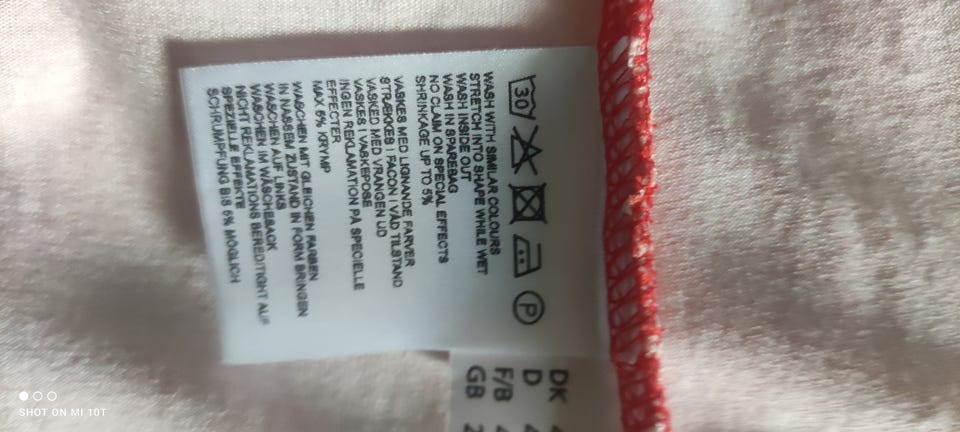 30
P
WASH WITH SIMILAR COLOURS
STRETCH INTO SHAPE WHILE WET
WASH INSIDE OUT
WASH IN SPAREBAG
NO CLAIM ON SPECIAL EFFECTS
SHRINKAGE UP TO 5%
VASKES MED LIGNANDE FARVER
STRÆKKES I FACON I VÅD TILSTAND
VASKED MED VRANGEN UD
VASKES I VASKEPOSE
INGEN REKLAMATION PÅ SPECIELLE
EFFECTER
MAX 5% KRYMP
WASCHEN MIT GLEICHEN FARBEN
IN NASSEM ZUSTAND IN FORM BRINGEN
WASCHEN AUF LINKS
WASCHEN IM WÄSCHESACK
NICHT REKLAMATIONS BEREDITIGHT AUF
SPEZIELLE EFFEKTE
SCHRUMPFUNG BIS 5% MÖGLICH
DK
D
F/B
GB 2
SHOT ON MI 10T